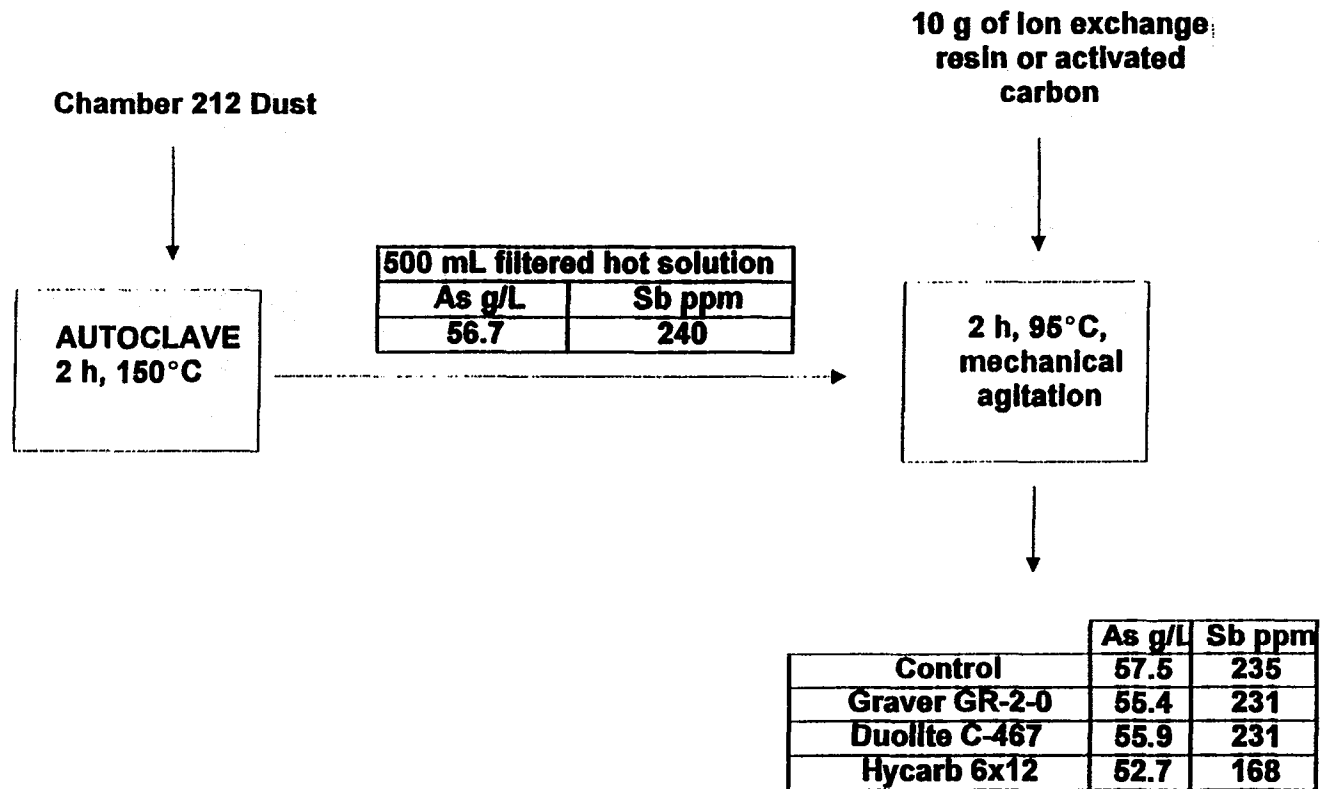 10 g of ion exchange
resin or activated
carbon
Chamber 212 Dust
500 mL filtered hot solution
As g/L Sb ppm
56.7 240
AUTOCLAVE
2 h, 150°C
2 h, 95°C,
mechanical
agitation
As g/L Sb ppm
Control 57.5 235
Graver GR-2-0 55.4 231
Duolite C-467 55.9 231
Hycarb 6x12 52.7 168